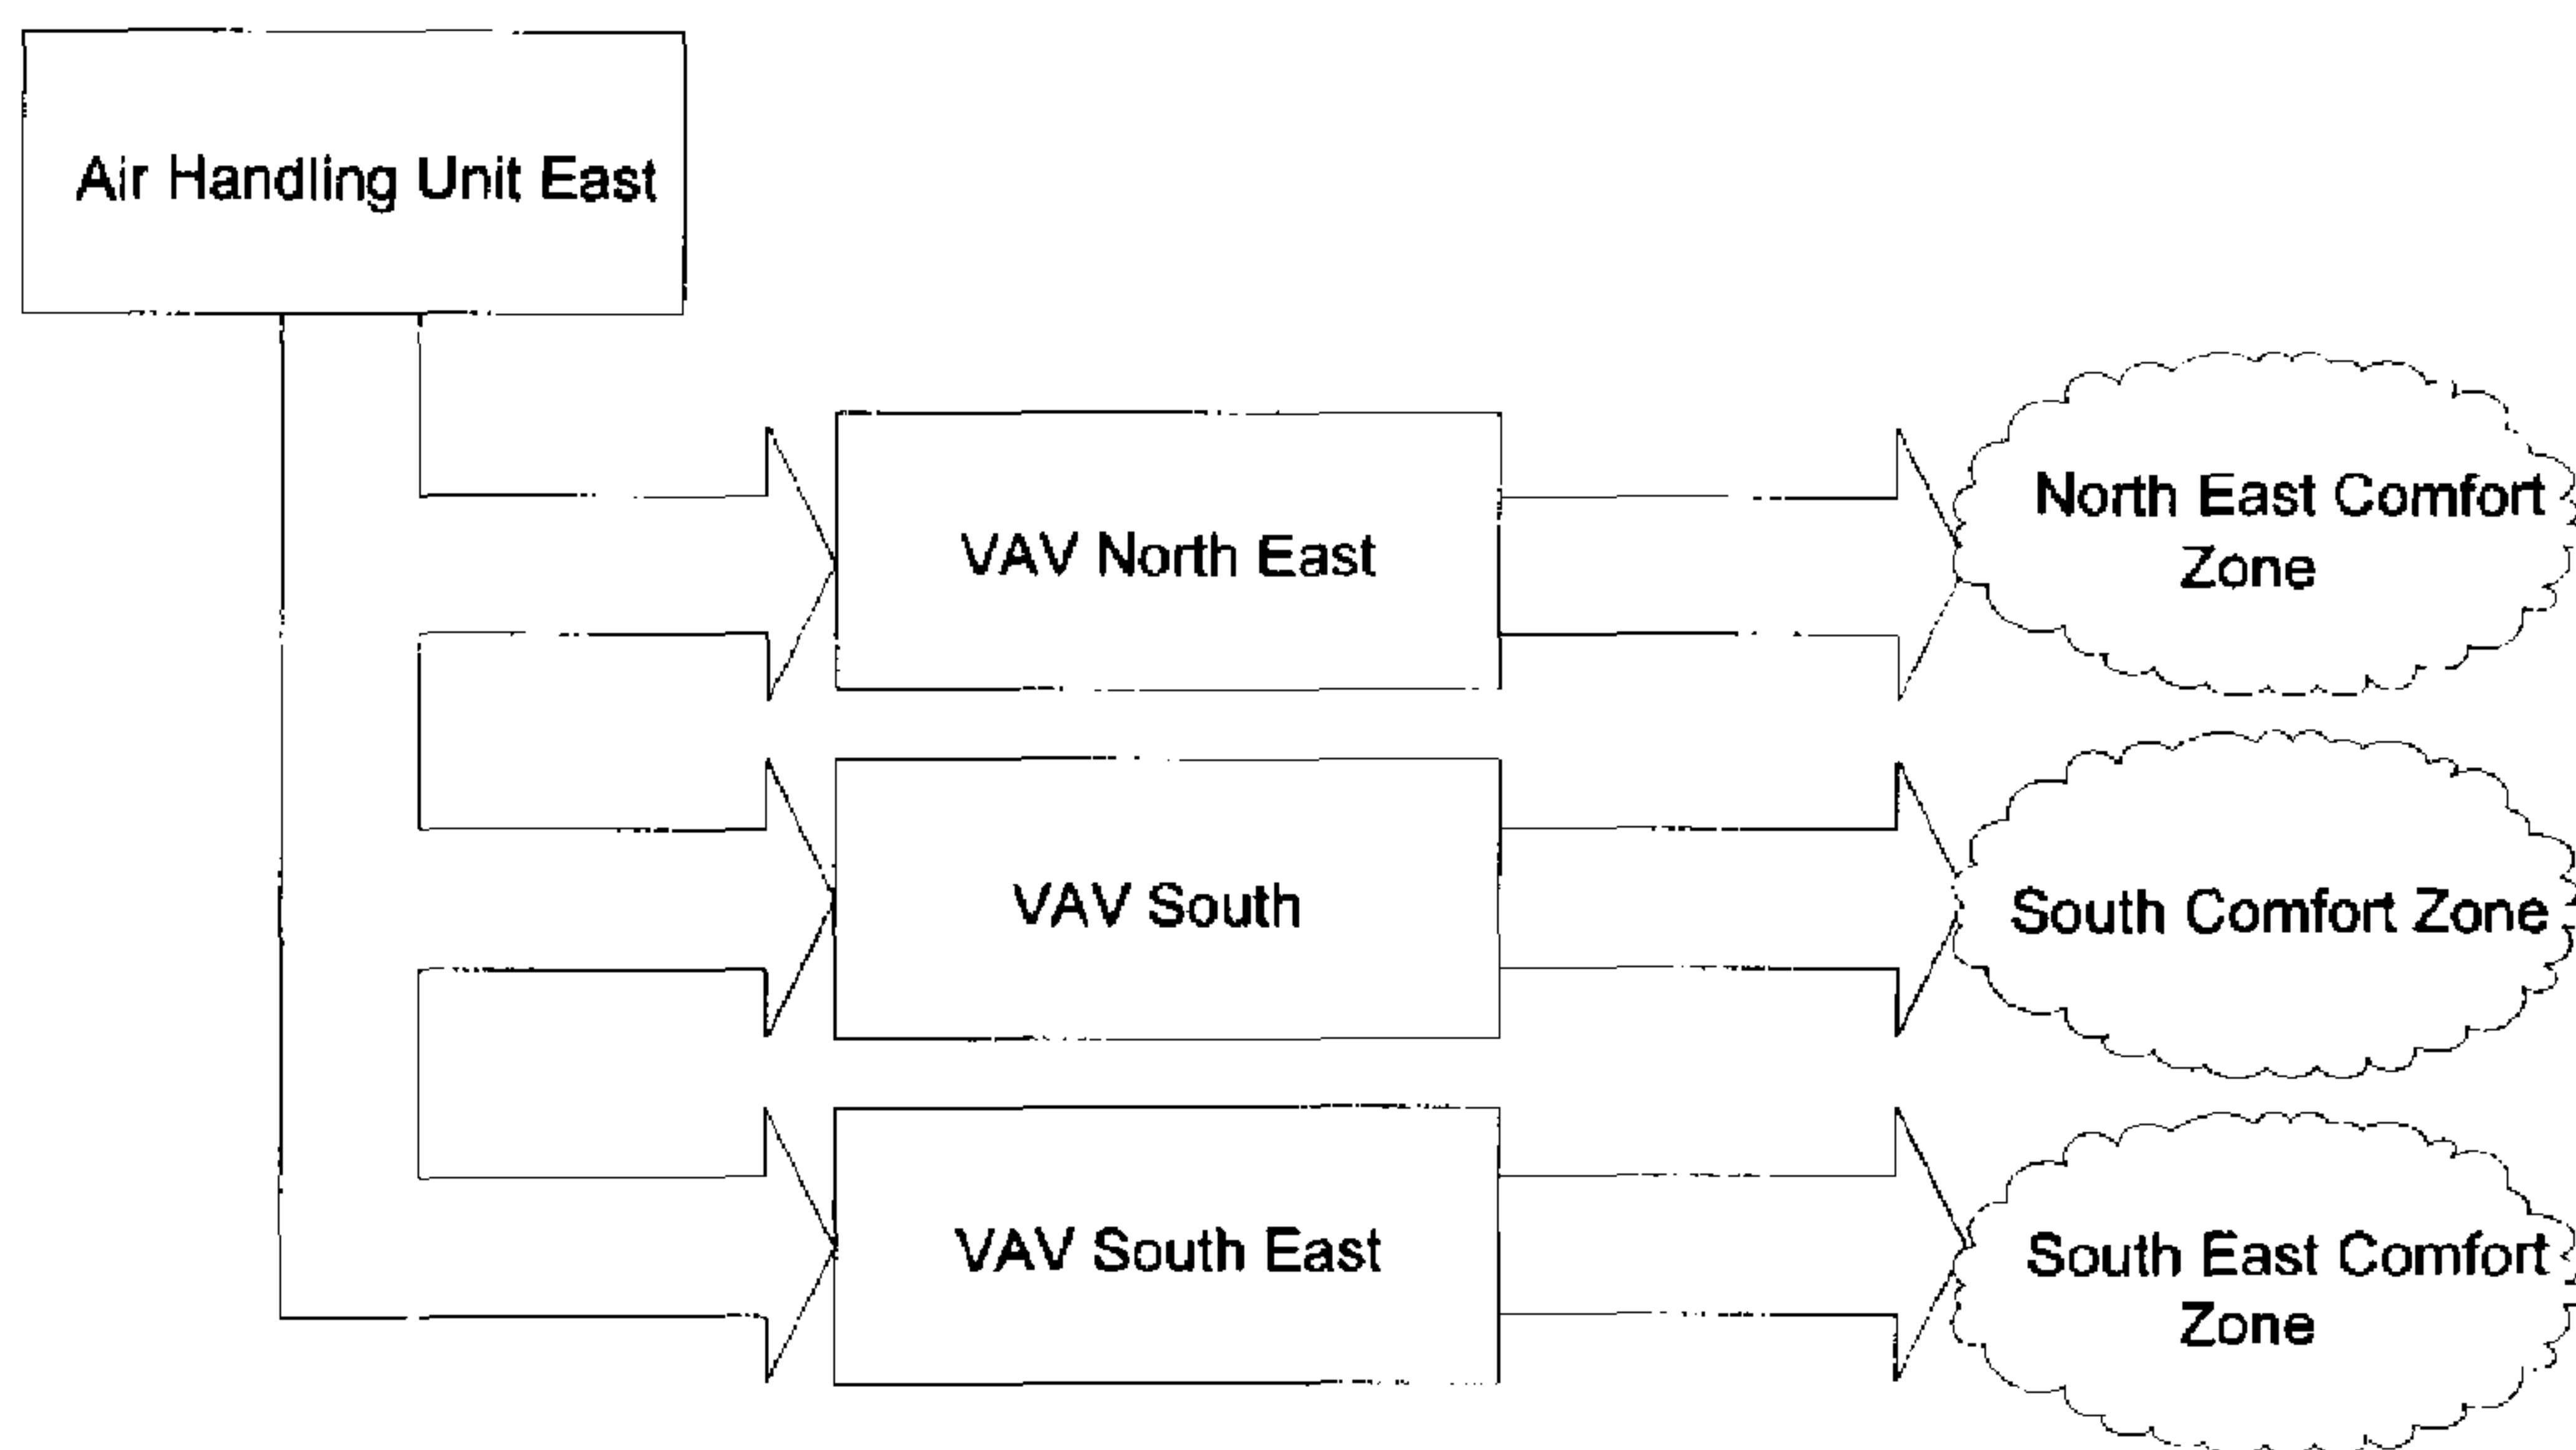 Air Handling Unit East
VAV North East
North East Comfort
Zone
VAV South
South Comfort Zone
VAV South East
South East Comfort
Zone